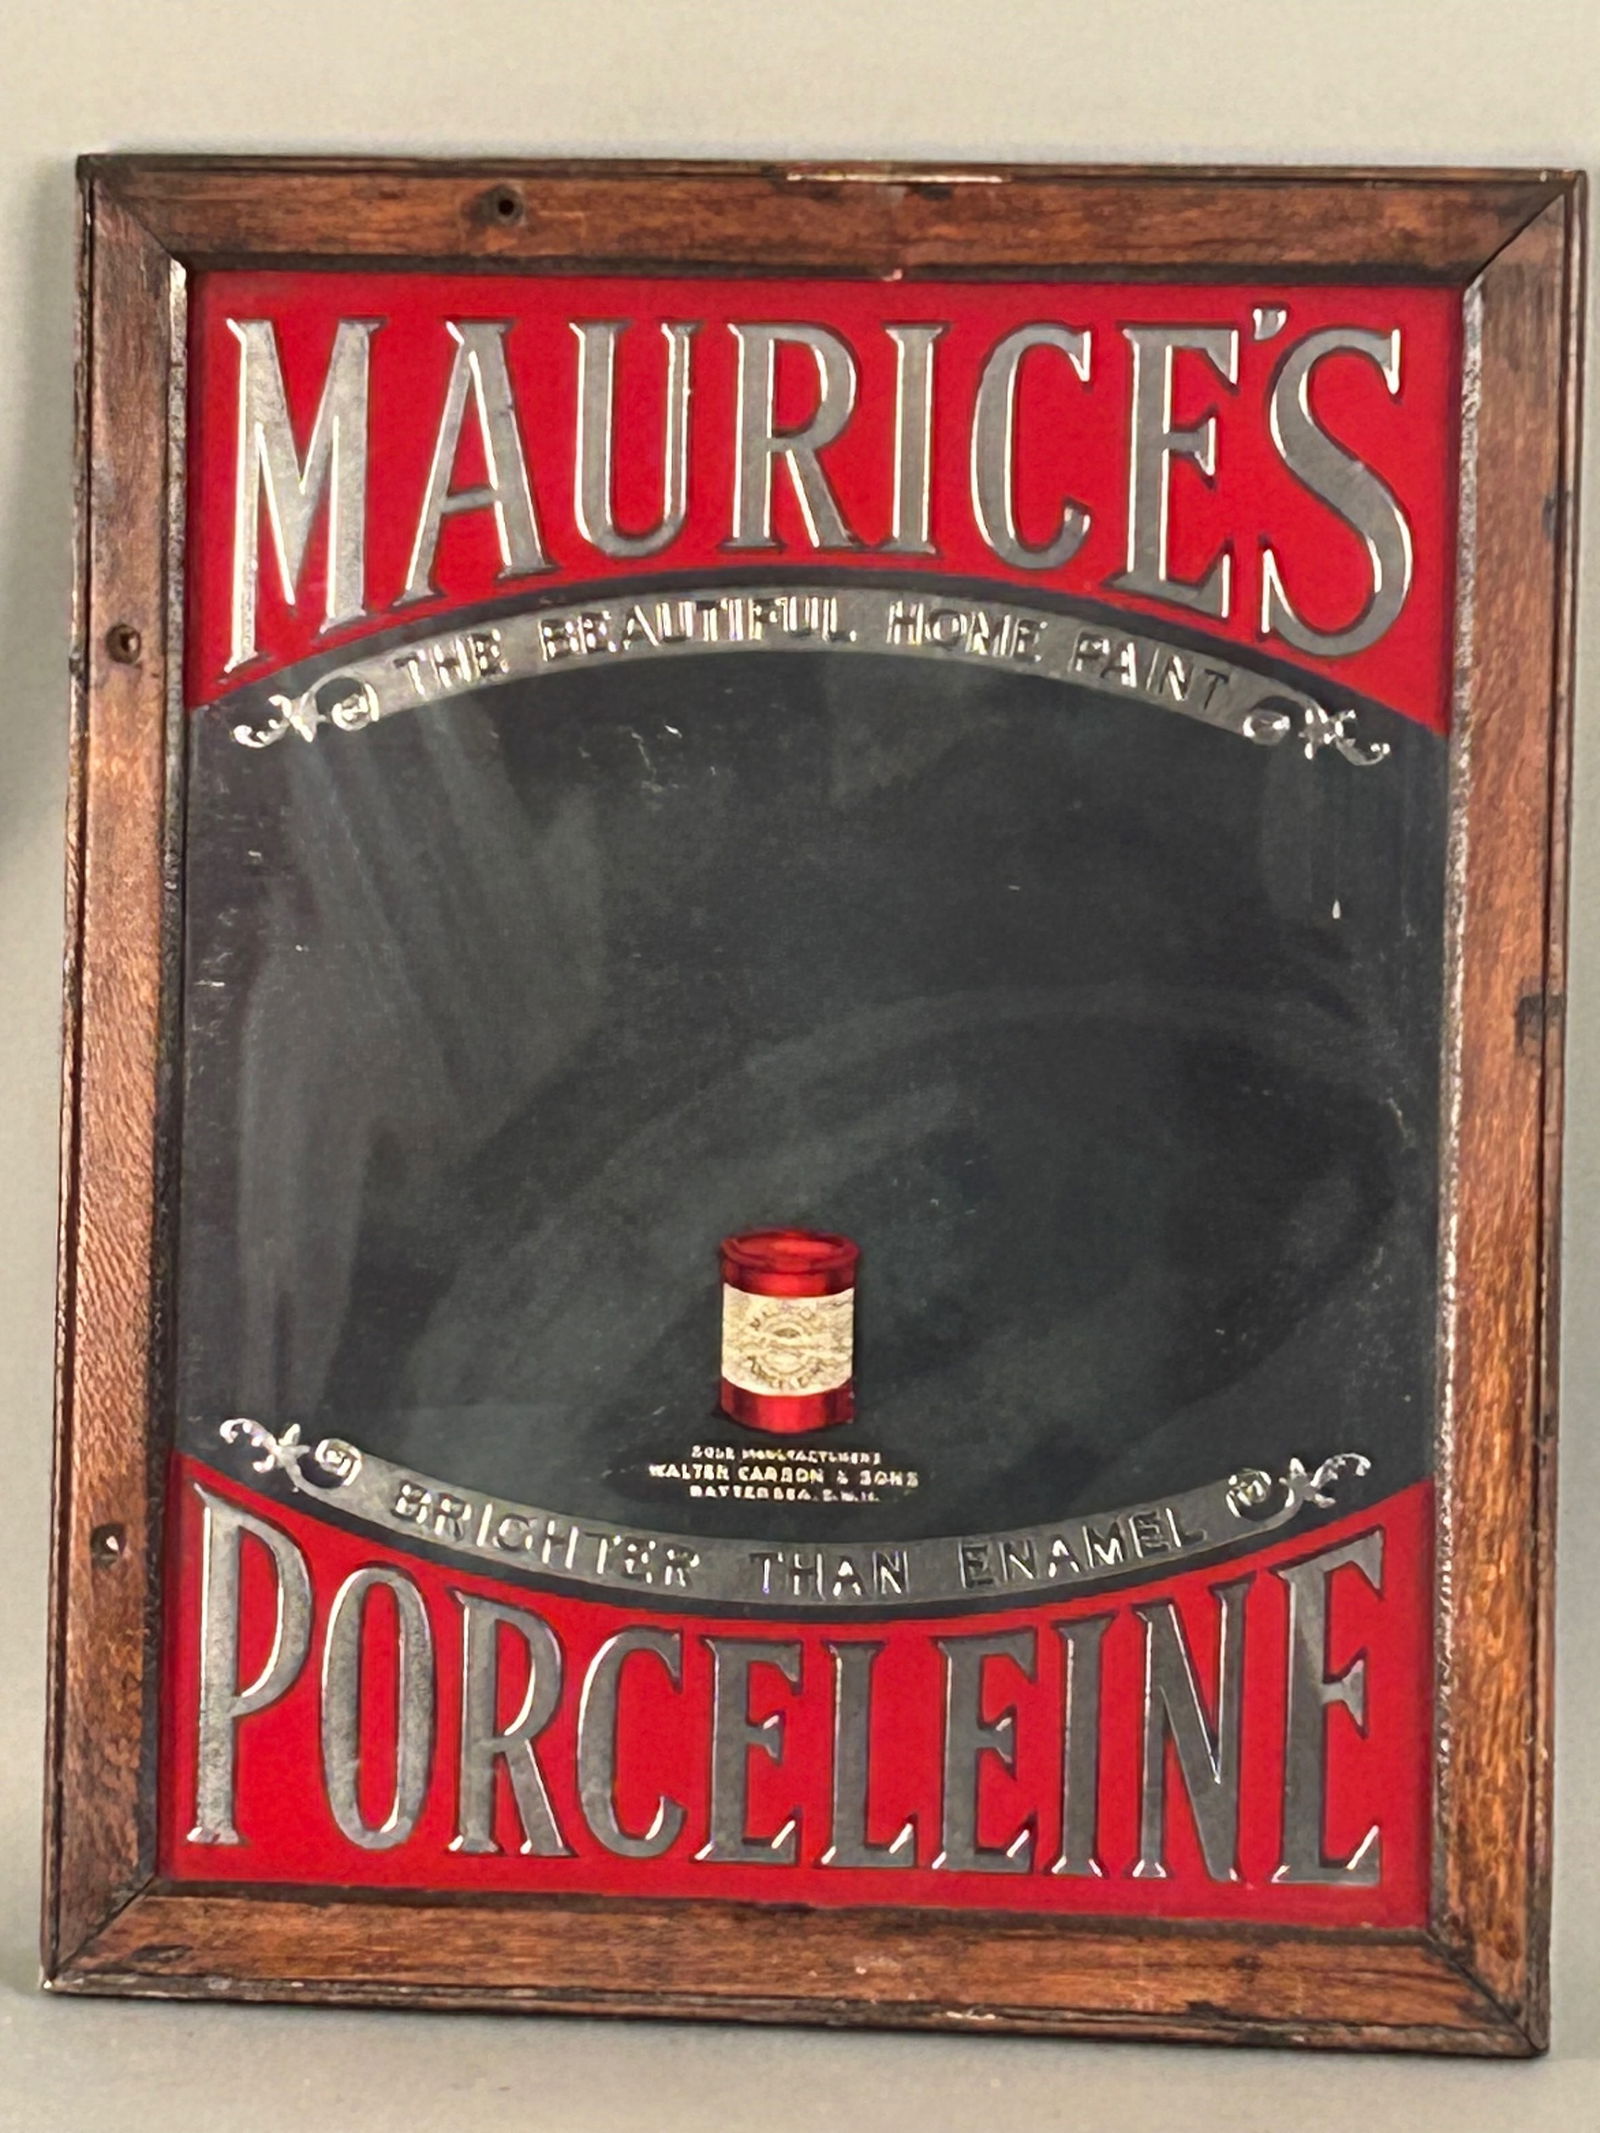 MAURICE'S
THE BEAUTIFUL HOME PAINT
SOLE MANUFACTURERS
WALTER CARSON & SONS
BATTERSEA. S.W.11.
BRIGHTER THAN ENAMEL
PORCELEINE